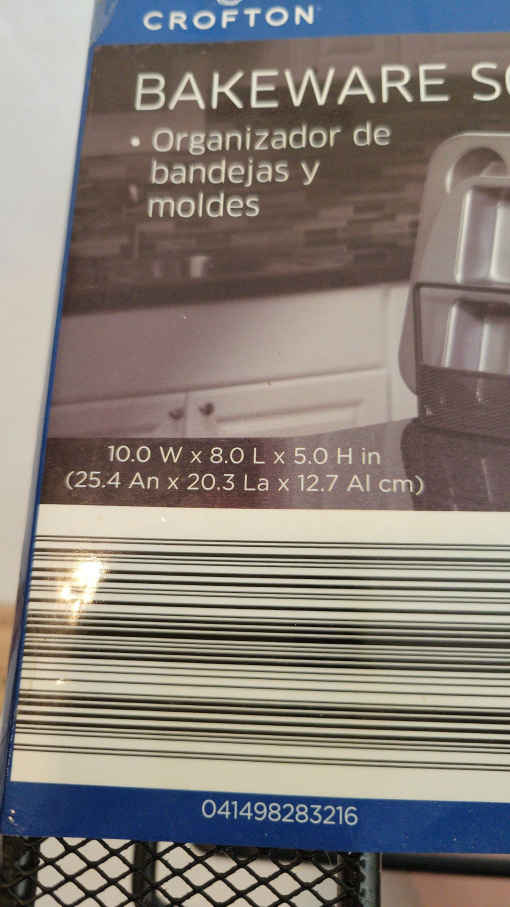 CROFTON
BAKEWARE
• Organizador de
bandejas y
moldes
10.0 W x 8.0 L x 5.0 H in
(25.4 An x 20.3 La x 12.7 Al cm)
041498283216